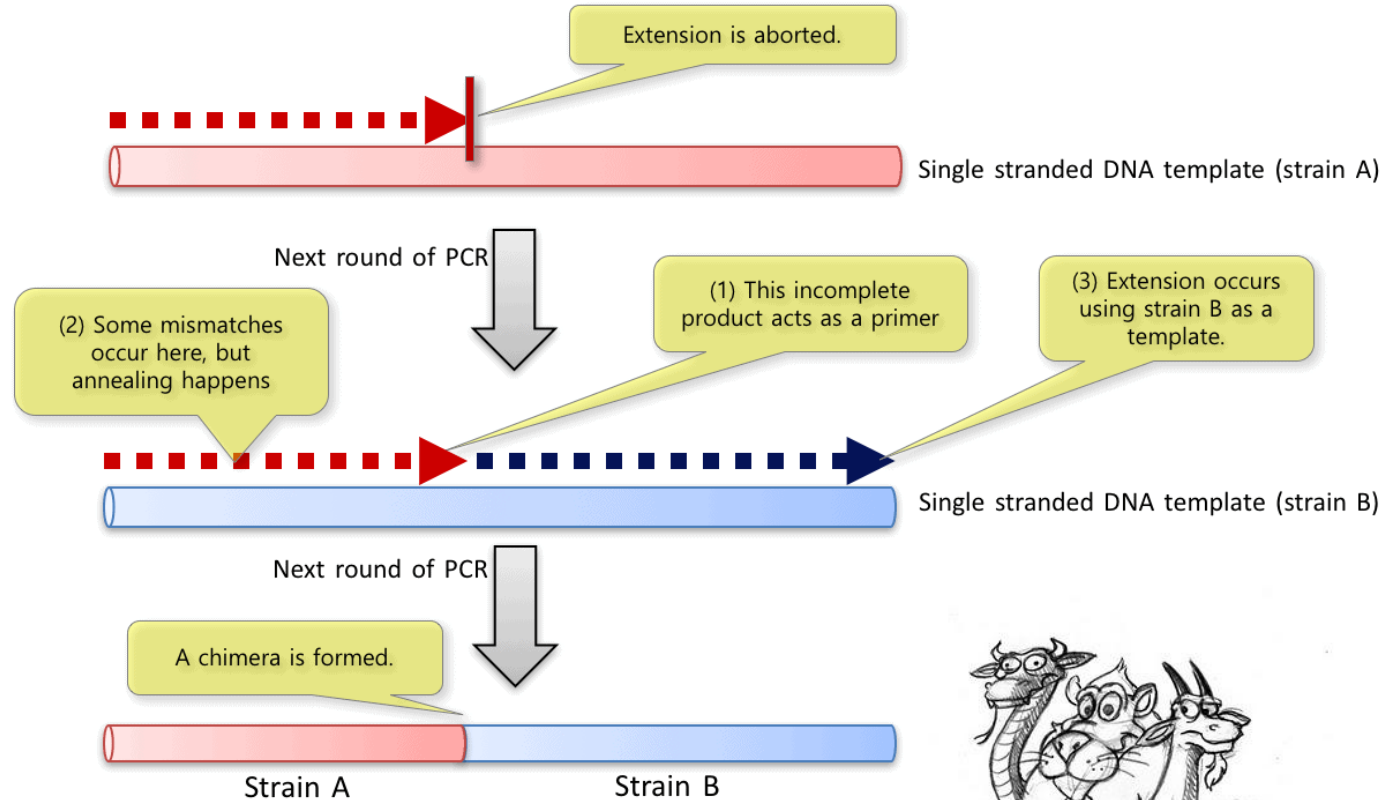 Extension is aborted.
Single stranded DNA template (strain A)
Next round of PCR
(1) This incomplete
product acts as a primer
(3) Extension occurs
using strain B as a
template.
(2) Some mismatches
occur here, but
annealing happens
Single stranded DNA template (strain B)
Next round of PCR
A chimera is formed.
Strain A
Strain B